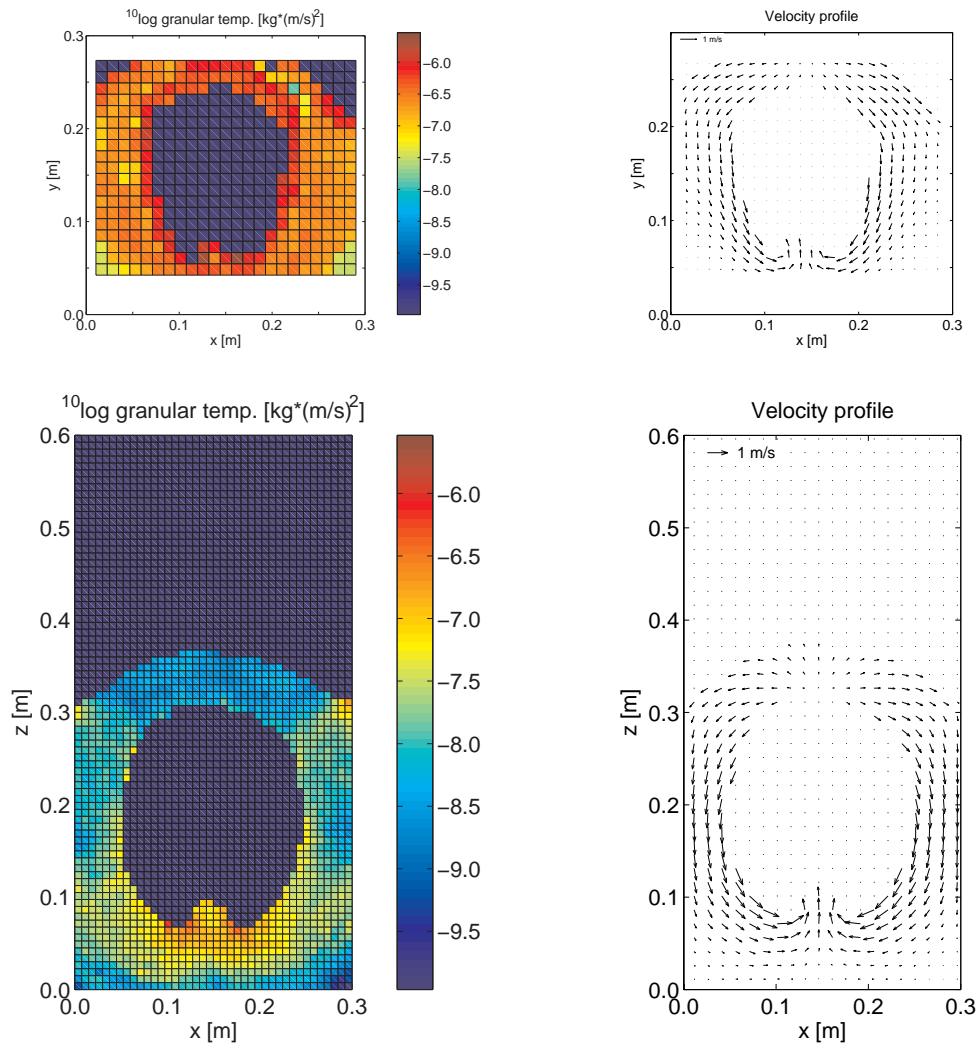 ¹⁰log granular temp. [kg*(m/s)²]
0.3
0.2
y [m]
0.1
0.0
0.0 0.1 0.2 0.3
x [m]
−6.0
−6.5
−7.0
−7.5
−8.0
−8.5
−9.0
−9.5
Velocity profile
1 m/s
0.3
0.2
y [m]
0.1
0.0
0.0 0.1 0.2 0.3
x [m]
¹⁰log granular temp. [kg*(m/s)²]
0.6
0.5
0.4
z [m]
0.3
0.2
0.1
0.0
0.0 0.1 0.2 0.3
x [m]
−6.0
−6.5
−7.0
−7.5
−8.0
−8.5
−9.0
−9.5
Velocity profile
1 m/s
0.6
0.5
0.4
z [m]
0.3
0.2
0.1
0.0
0.0 0.1 0.2 0.3
x [m]